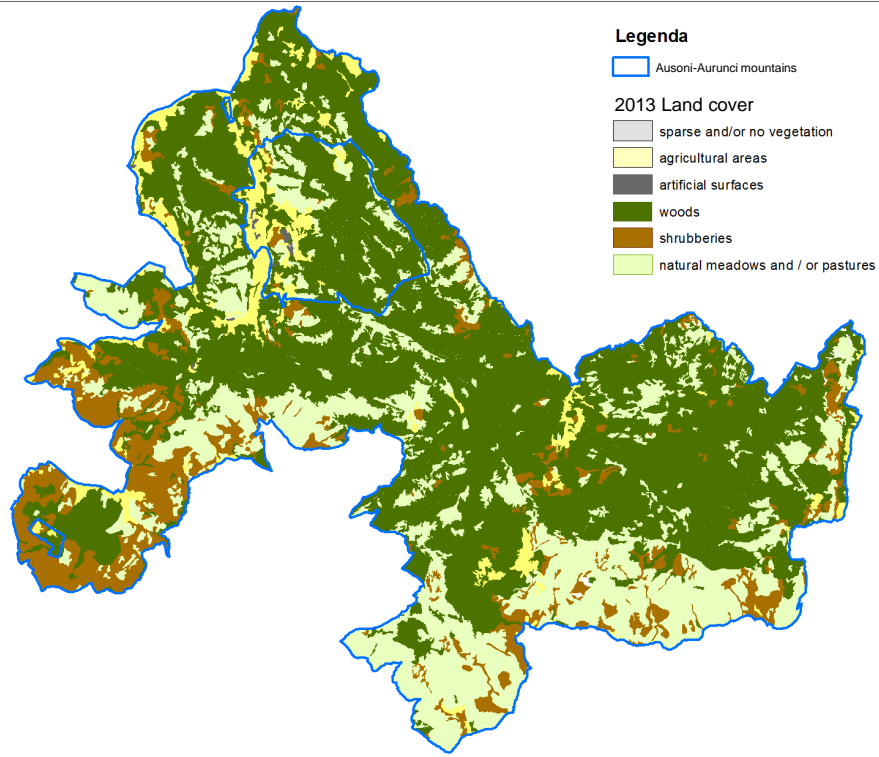 Legenda
Ausoni-Aurunci mountains
2013 Land cover
sparse and/or no vegetation
agricultural areas
artificial surfaces
woods
shrubberies
natural meadows and / or pastures